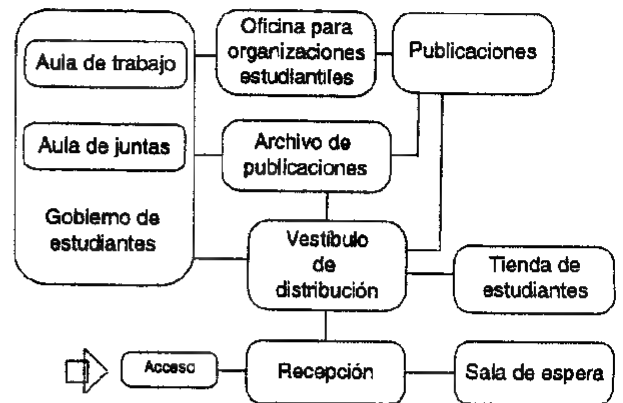 Oficina para
organizaciones
estudiantiles
Publicaciones
Aula de trabajo
Aula de juntas
Archivo de
publicaciones
Gobierno de
estudiantes
Vestíbulo
de
distribución
Tienda de
estudiantes
Acceso
Recepción
Sala de espera